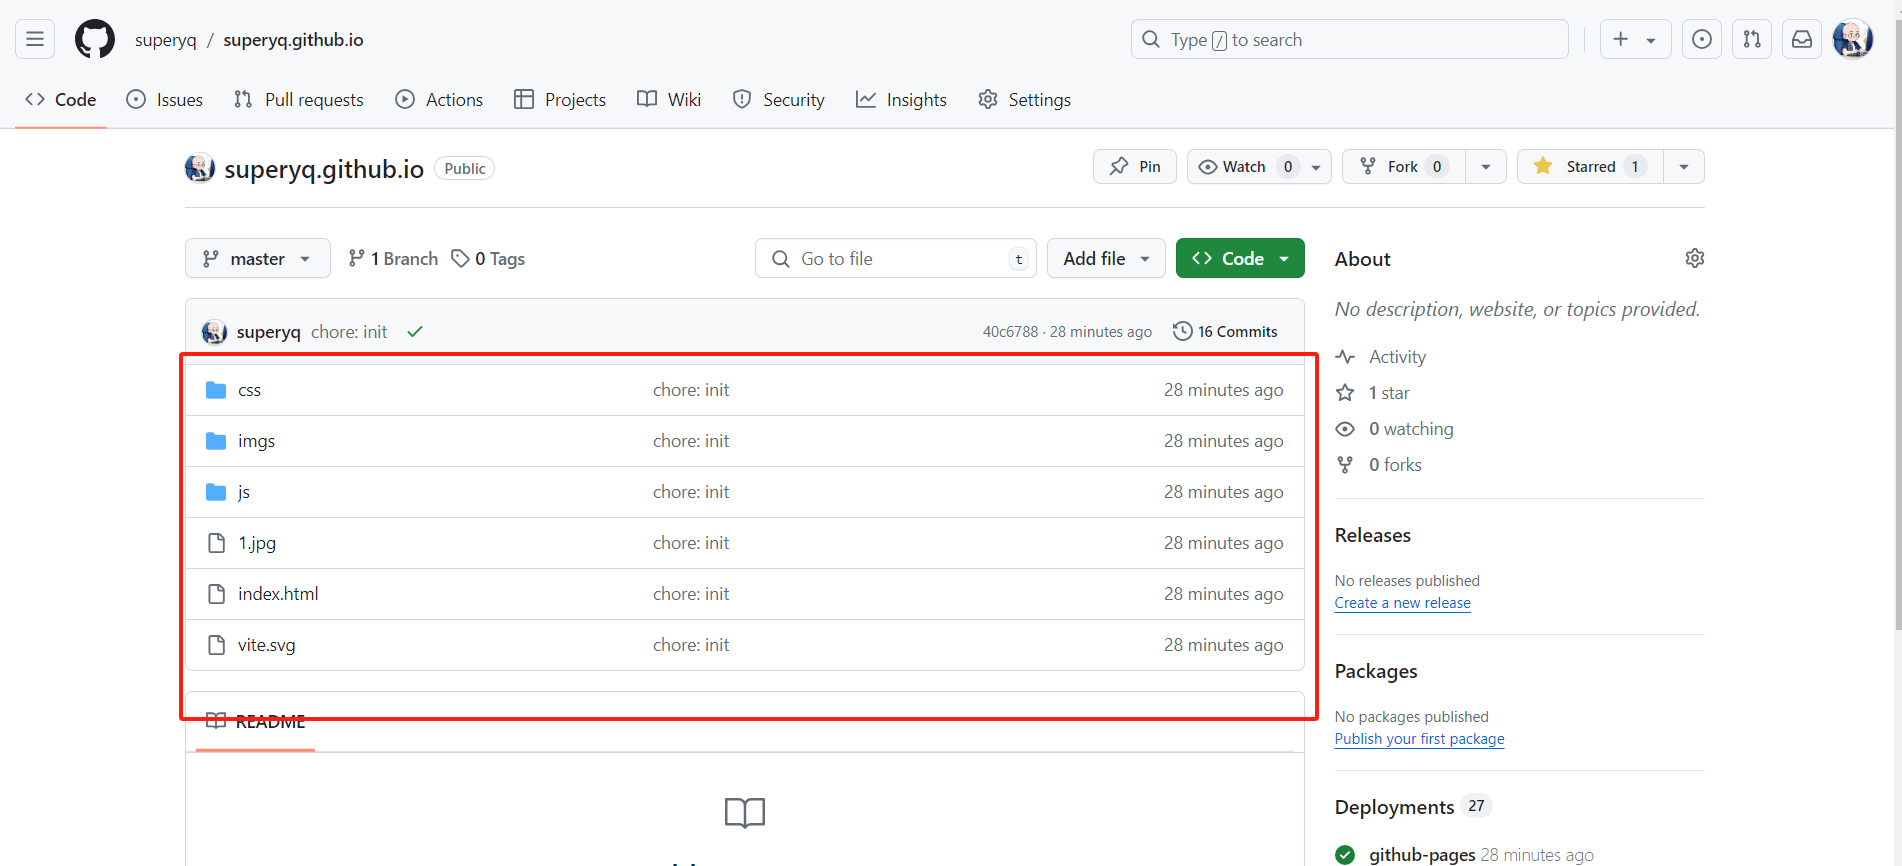 superyq / superyq.github.io
Type / to search
Code Issues Pull requests Actions Projects Wiki Security Insights Settings
superyq.github.io Public
Pin Watch 0 Fork 0 Starred 1
master 1 Branch 0 Tags Go to file t Add file Code
superyq chore: init 40c6788 · 28 minutes ago 16 Commits
css chore: init 28 minutes ago
imgs chore: init 28 minutes ago
js chore: init 28 minutes ago
1.jpg chore: init 28 minutes ago
index.html chore: init 28 minutes ago
vite.svg chore: init 28 minutes ago
README
About
No description, website, or topics provided.
Activity
1 star
0 watching
0 forks
Releases
No releases published
Create a new release
Packages
No packages published
Publish your first package
Deployments 27
github-pages 28 minutes ago